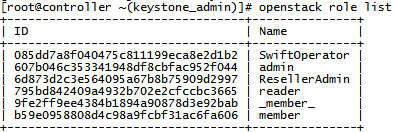 [root@controller ~(keystone_admin)]# openstack role list
+----------------------------------+---------------+
| ID                               | Name          |
+----------------------------------+---------------+
| 085dd7a8f040475c811199eca8e2d1b2 | SwiftOperator |
| 607b046c353341948df8cbfac952f044 | admin         |
| 6d873d2c3e564095a67b8b75909d2997 | ResellerAdmin |
| 795bd842409a4932b702e2cfccbc3665 | reader        |
| 9fe2ff9ee4384b1894a90878d3e92bab | _member_      |
| b59e0958808d4c98a9fcbf31ac6fa606 | member        |
+----------------------------------+---------------+